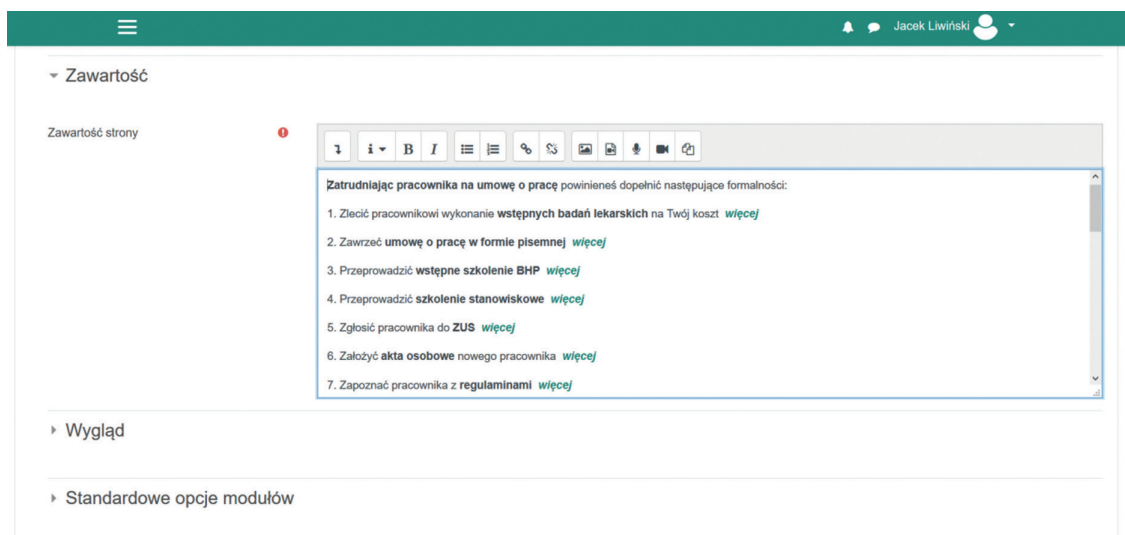 Jacek Liwiński
Zawartość
Zawartość strony
B I
Zatrudniając pracownika na umowę o pracę powinieneś dopełnić następujące formalności:
1. Zlecić pracownikowi wykonanie wstępnych badań lekarskich na Twój koszt więcej
2. Zawrzeć umowę o pracę w formie pisemnej więcej
3. Przeprowadzić wstępne szkolenie BHP więcej
4. Przeprowadzić szkolenie stanowiskowe więcej
5. Zgłosić pracownika do ZUS więcej
6. Założyć akta osobowe nowego pracownika więcej
7. Zapoznać pracownika z regulaminami więcej
Wygląd
Standardowe opcje modułów